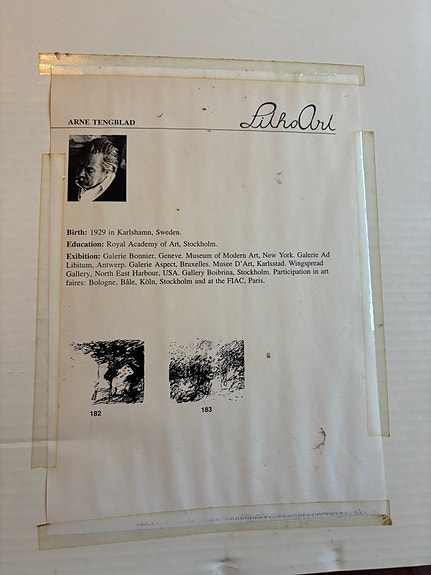 ARNE TENGBLAD LithoArt
Birth: 1929 in Karlshamn, Sweden.
Education: Royal Academy of Art, Stockholm.
Exibition: Galerie Bonnier, Geneve. Museum of Modern Art, New York. Galerie Ad
Libitum, Antwerp. Galerie Aspect, Bruxelles. Musee D'Art, Karlsstad. Wingspread
Gallery, North East Harbour, USA. Gallery Boibrina, Stockholm. Participation in art
faires: Bologne, Bâle, Köln, Stockholm and at the FIAC, Paris.
182 183